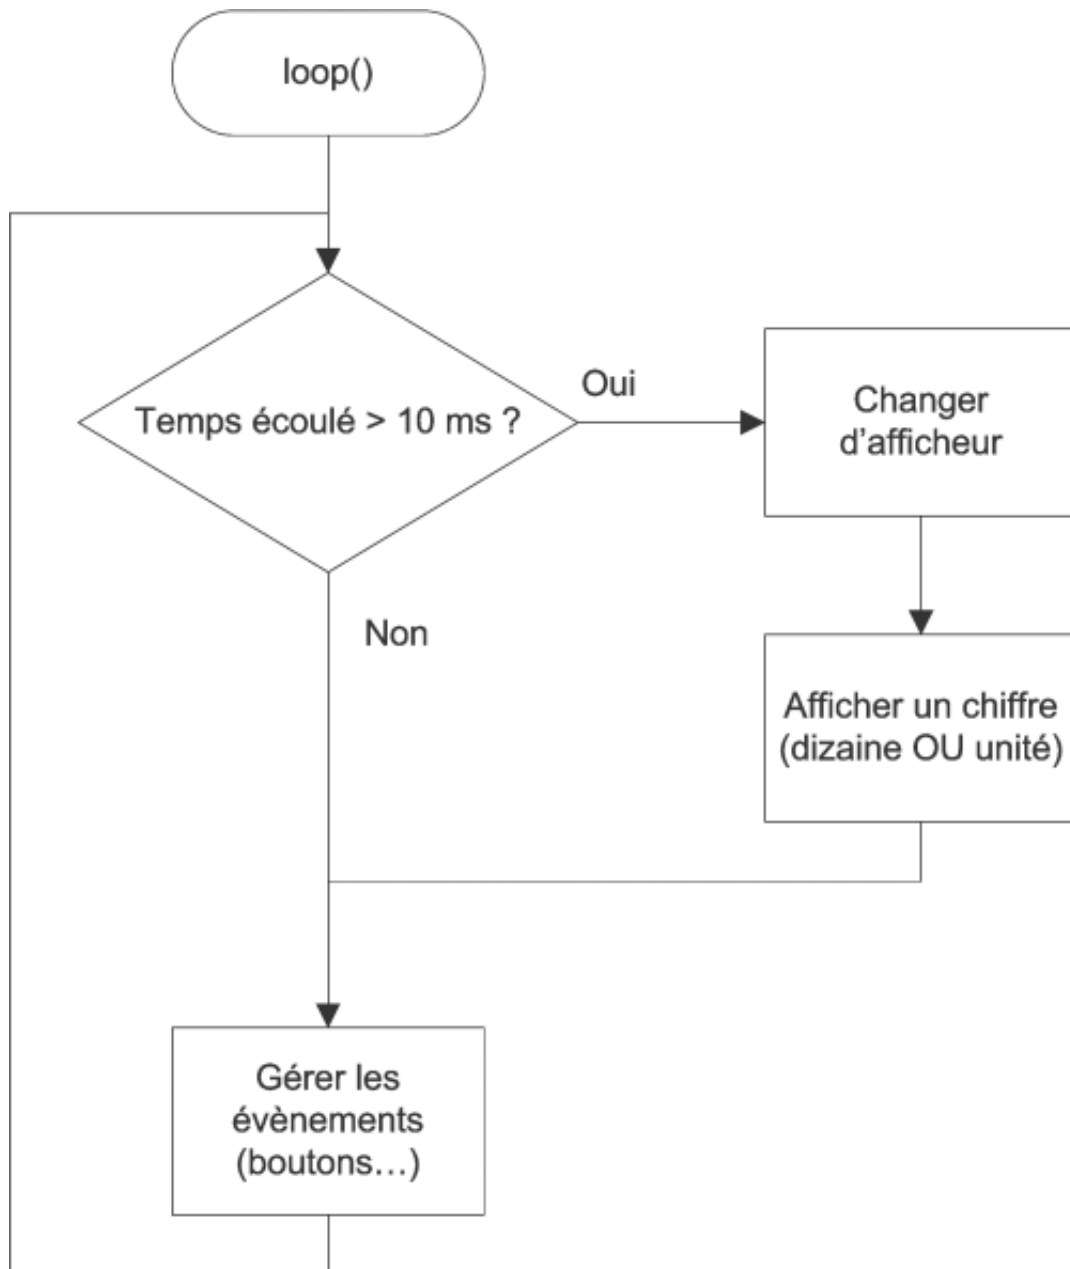 loop()
Temps écoulé > 10 ms ?
Oui
Changer
d'afficheur
Non
Afficher un chiffre
(dizaine OU unité)
Gérer les
évènements
(boutons…)